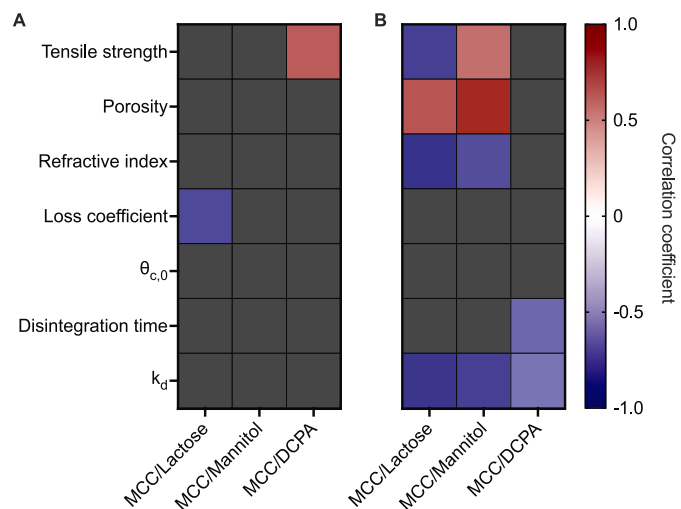 A
B
Tensile strength
Porosity
Refractive index
Loss coefficient
θc,0
Disintegration time
kd
MCC/Lactose
MCC/Mannitol
MCC/DCPA
MCC/Lactose
MCC/Mannitol
MCC/DCPA
1.0
0.5
0
-0.5
-1.0
Correlation coefficient